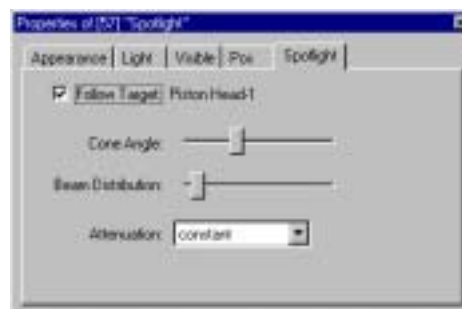 Properties of [57] "Spotlight"
Appearance Light Visible Pos Spotlight
Follow Target: Piston Head-1
Cone Angle:
Beam Distribution:
Attenuation: constant